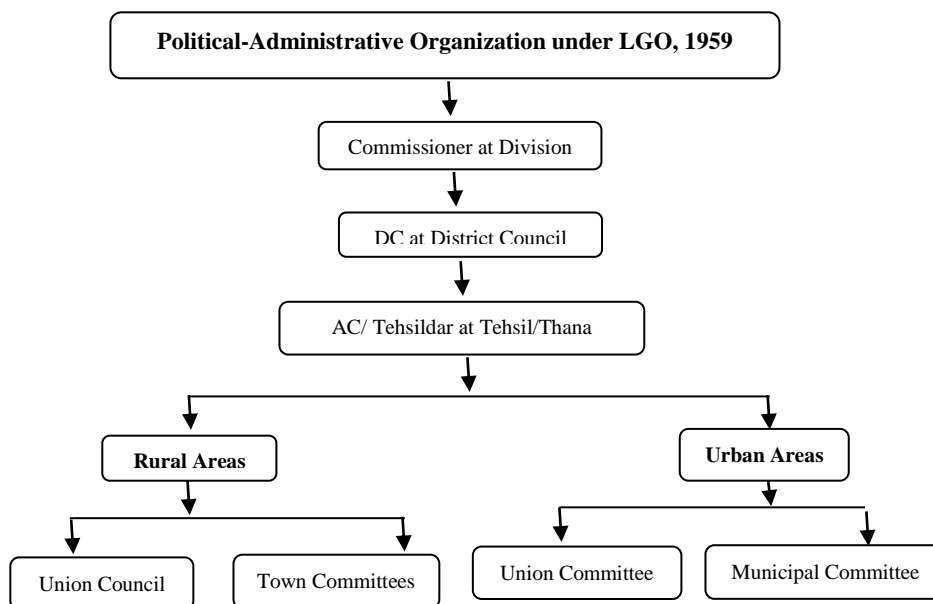 Political-Administrative Organization under LGO, 1959
Commissioner at Division
DC at District Council
AC/ Tehsildar at Tehsil/Thana
Rural Areas
Urban Areas
Union Council
Town Committees
Union Committee
Municipal Committee